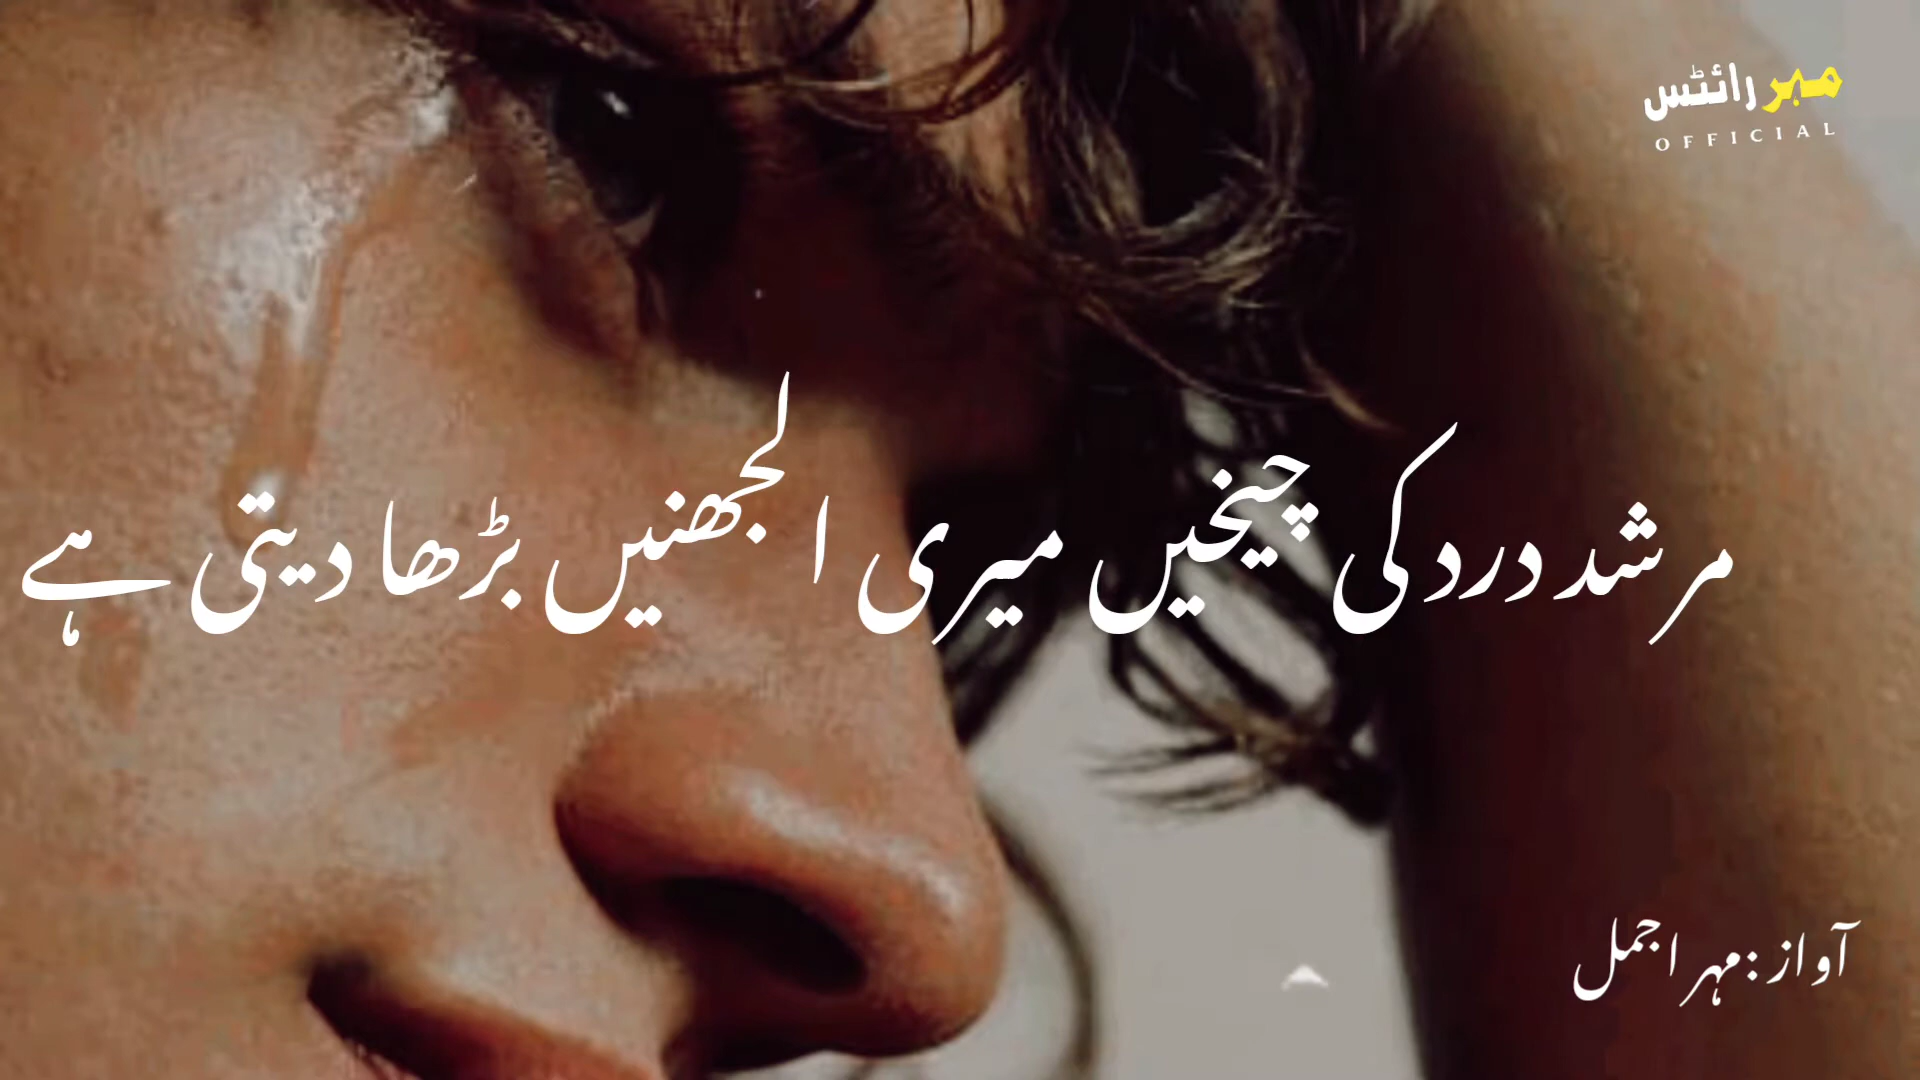 مہر رائٹس
OFFICIAL
مرشد درد کی چیخیں میری الجھنیں بڑھا دیتی ہے
آواز: مہر اجمل